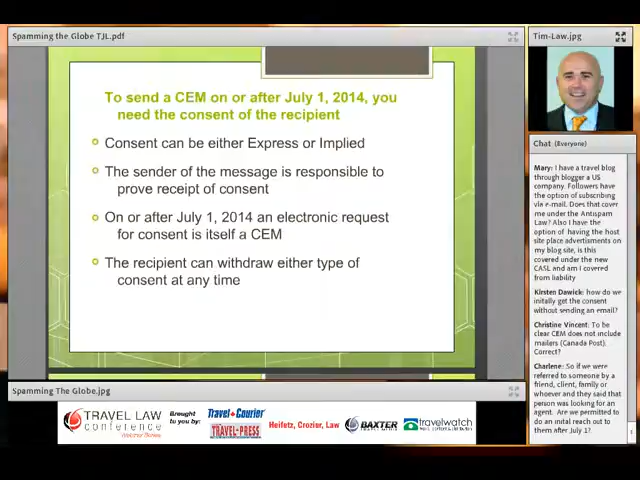 Spamming the Globe TJL.pdf
To send a CEM on or after July 1, 2014, you
need the consent of the recipient
Consent can be either Express or Implied
The sender of the message is responsible to
prove receipt of consent
On or after July 1, 2014 an electronic request
for consent is itself a CEM
The recipient can withdraw either type of
consent at any time
Spamming The Globe.jpg
TRAVEL LAW
conference
Webinar Series
Brought
to you by:
Travel Courier
TRAVEL PRESS
Heifetz, Crozier, Law
BAXTER
travelwatch
Tim-Law.jpg
Chat (Everyone)
Mary: I have a travel blog
through blogger a US
company. Followers have
the option of subscribing
via e-mail. Does that cover
me under the Antispam
Law? Also I have the
option of having the host
site place advertisments on
my blog site, is this
covered under the new
CASL and am I covered
from liability
Kirsten Dawick: how do we
initally get the consent
without sending an email?
Christine Vincent: To be
clear CEM does not include
mailers (Canada Post).
Correct?
Charlene: So if we were
referred to someone by a
friend, client, family or
whoever and they said that
person was looking for an
agent. Are we permitted to
do an inital reach out to
them after July 1?